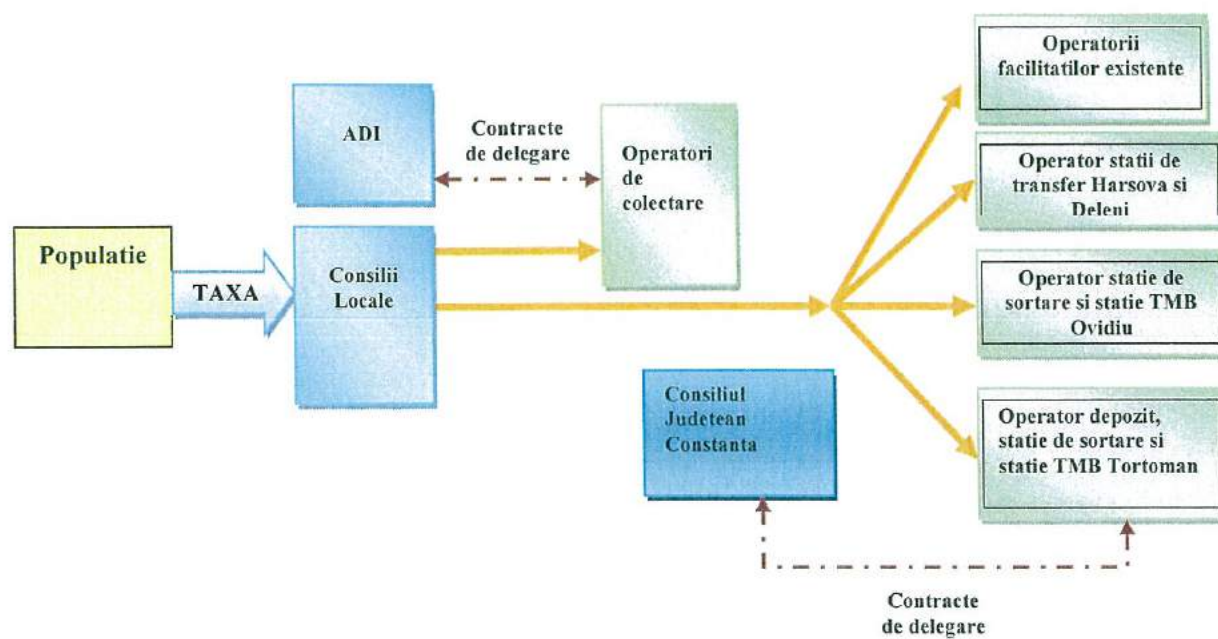 Populatie
TAXA
ADI
Consilii
Locale
Contracte
de delegare
Operatori
de
colectare
Consiliul
Judetean
Constanta
Operatorii
facilitatilor existente
Operator statii de
transfer Harsova si
Deleni
Operator statie de
sortare si statie TMB
Ovidiu
Operator depozit,
statie de sortare si
statie TMB Tortoman
Contracte
de delegare